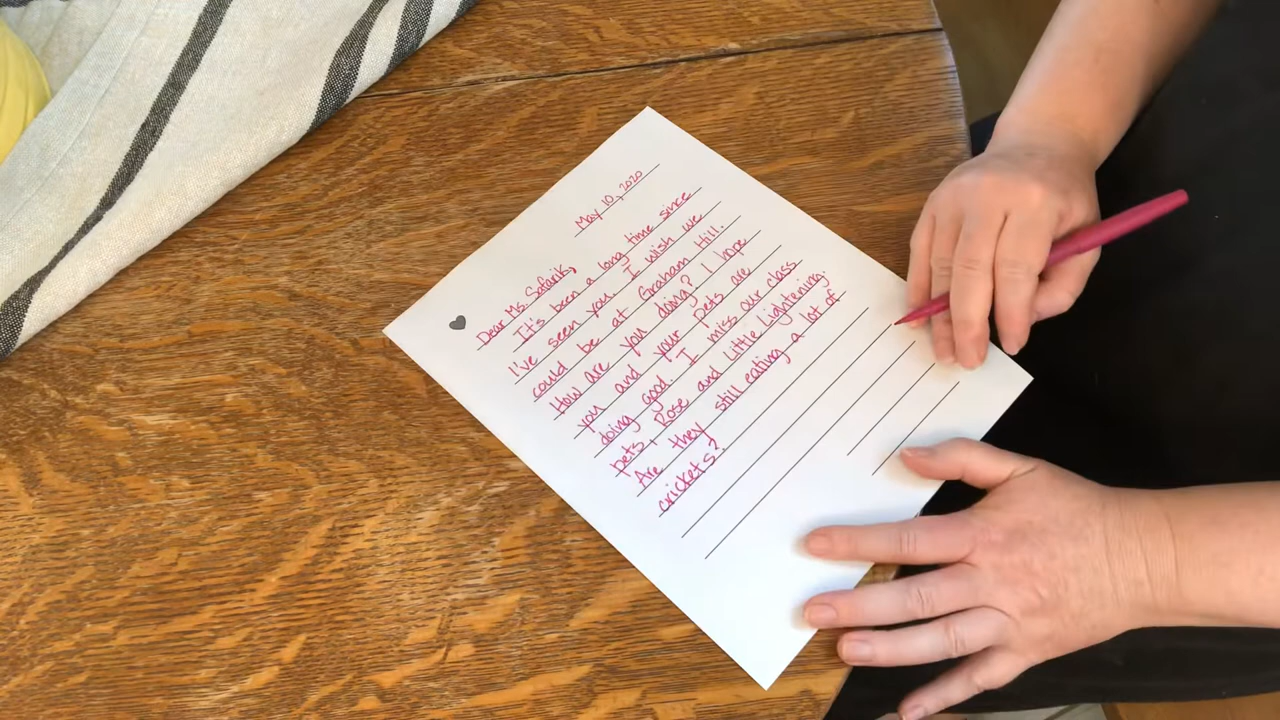 May 10, 2020
Dear Ms. Safarik,
It's been a long time since
I've seen you. I wish we
could be at Graham Hill.
How are you doing? I hope
you and your pets are
doing good. I miss our class
pets, Rose and Little Lightening.
Are they still eating a lot of
crickets?